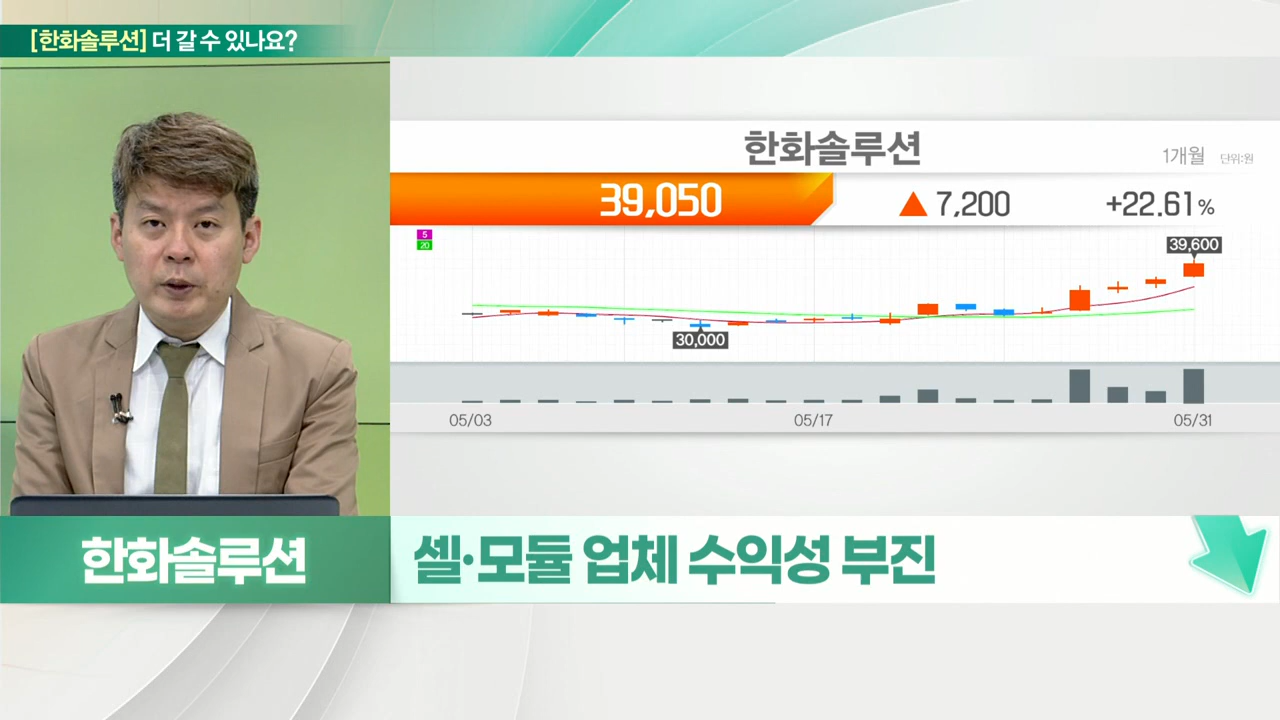 [한화솔루션] 더 갈 수 있나요?
한화솔루션
1개월 단위:원
39,050 ▲ 7,200 +22.61%
5
20
39,600
30,000
05/03 05/17 05/31
한화솔루션 셀·모듈 업체 수익성 부진